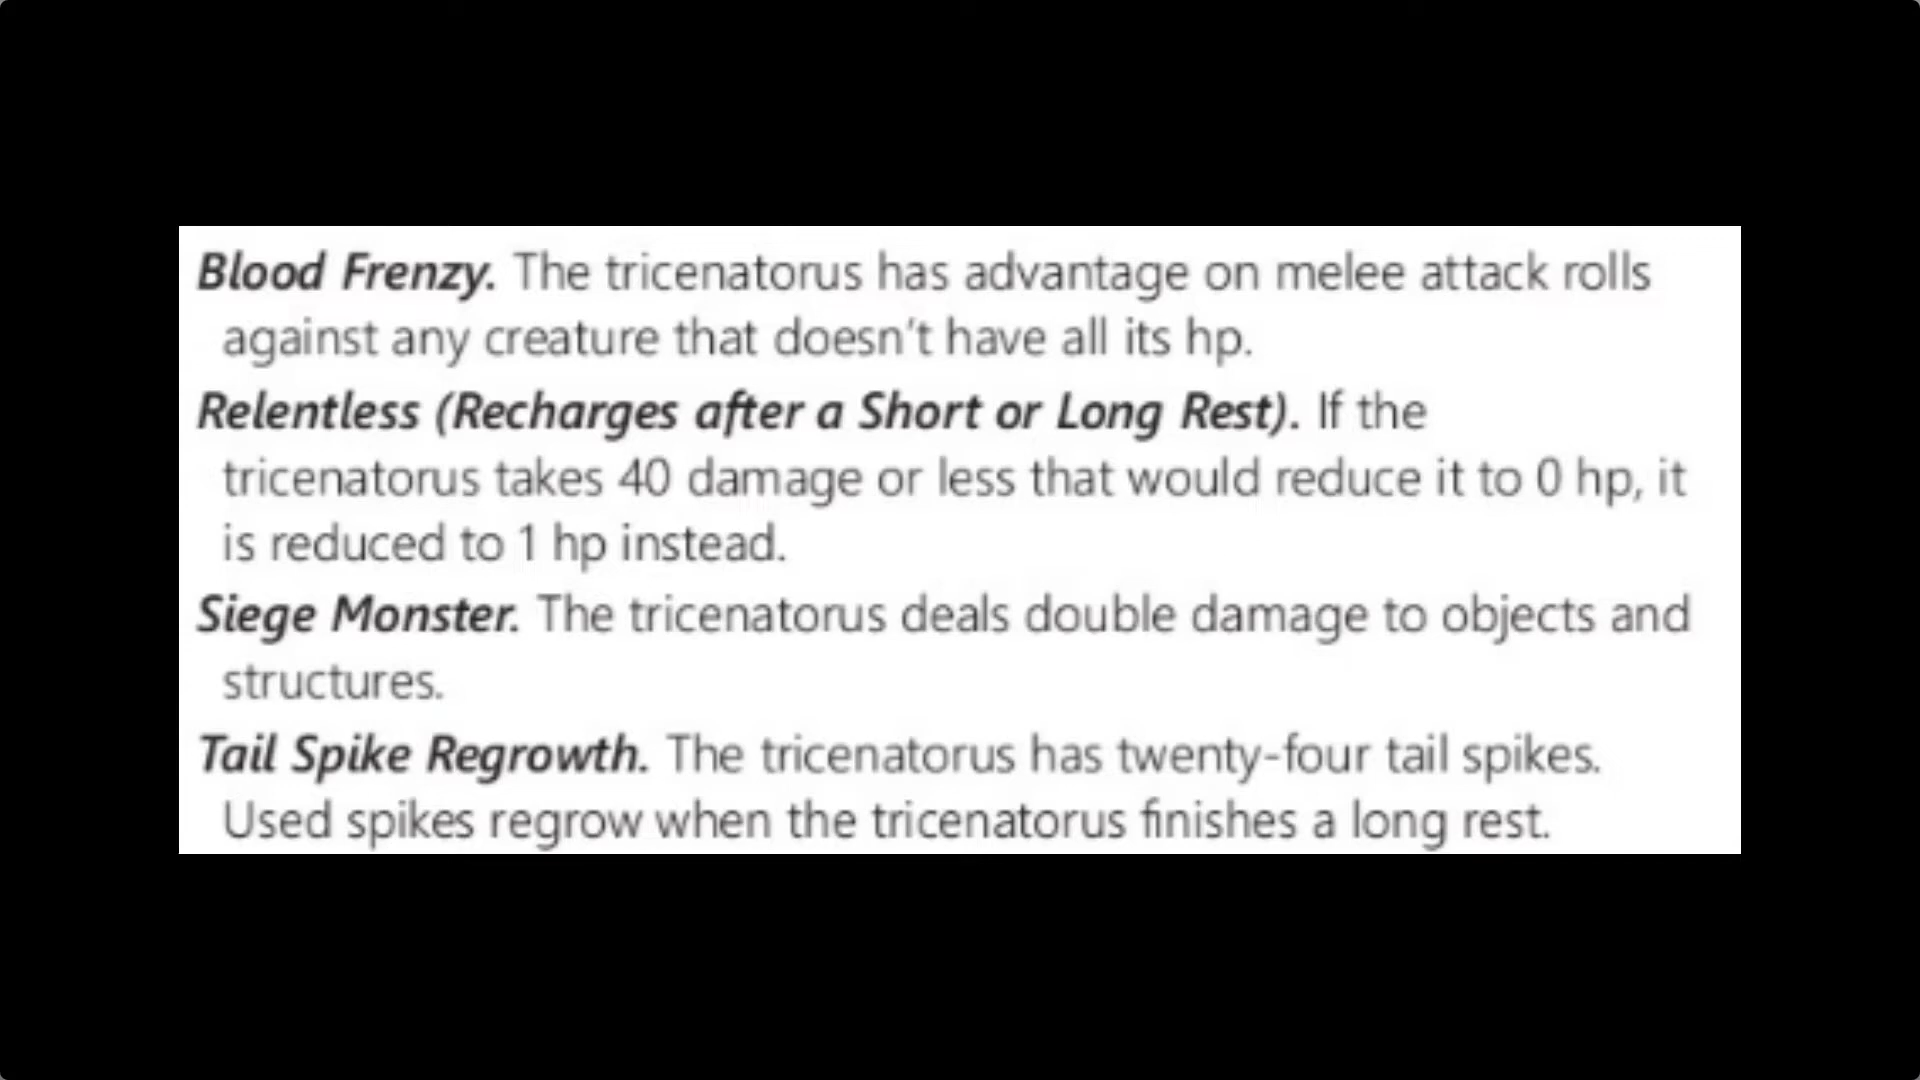 Blood Frenzy. The tricenatorus has advantage on melee attack rolls
against any creature that doesn't have all its hp.
Relentless (Recharges after a Short or Long Rest). If the
tricenatorus takes 40 damage or less that would reduce it to 0 hp, it
is reduced to 1 hp instead.
Siege Monster. The tricenatorus deals double damage to objects and
structures.
Tail Spike Regrowth. The tricenatorus has twenty-four tail spikes.
Used spikes regrow when the tricenatorus finishes a long rest.